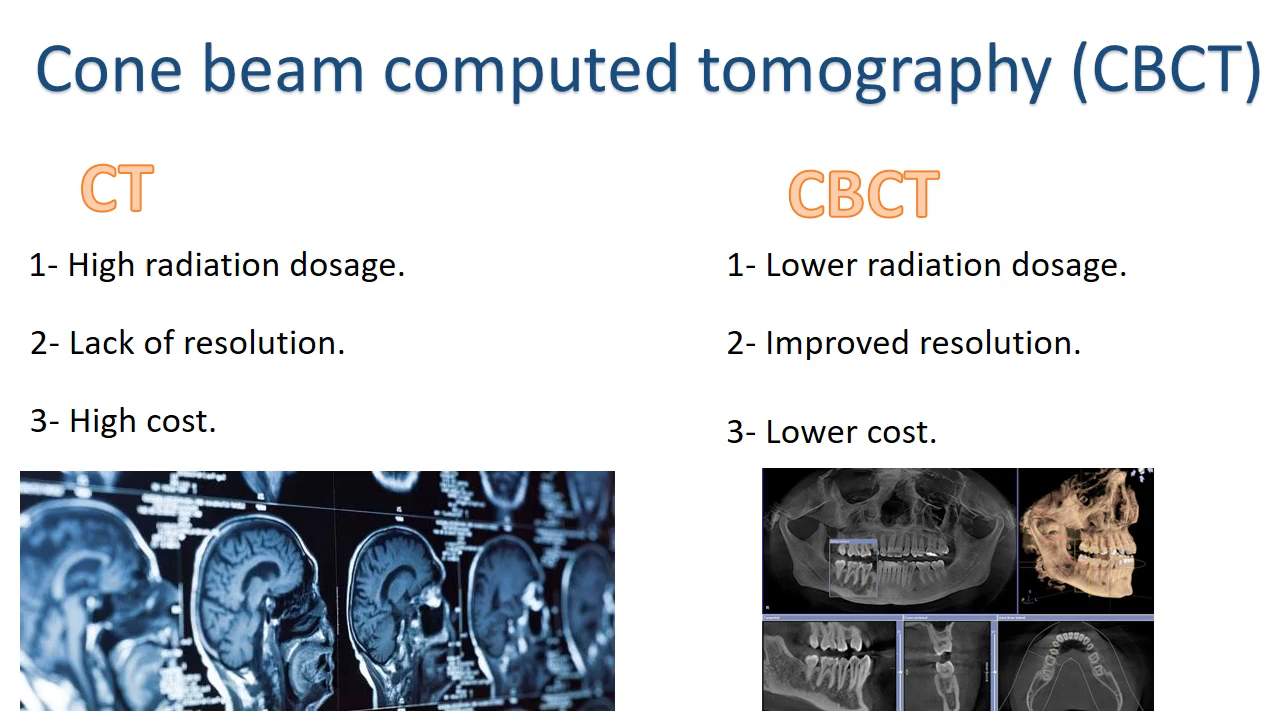 Cone beam computed tomography (CBCT)
CT
1- High radiation dosage.
2- Lack of resolution.
3- High cost.
CBCT
1- Lower radiation dosage.
2- Improved resolution.
3- Lower cost.